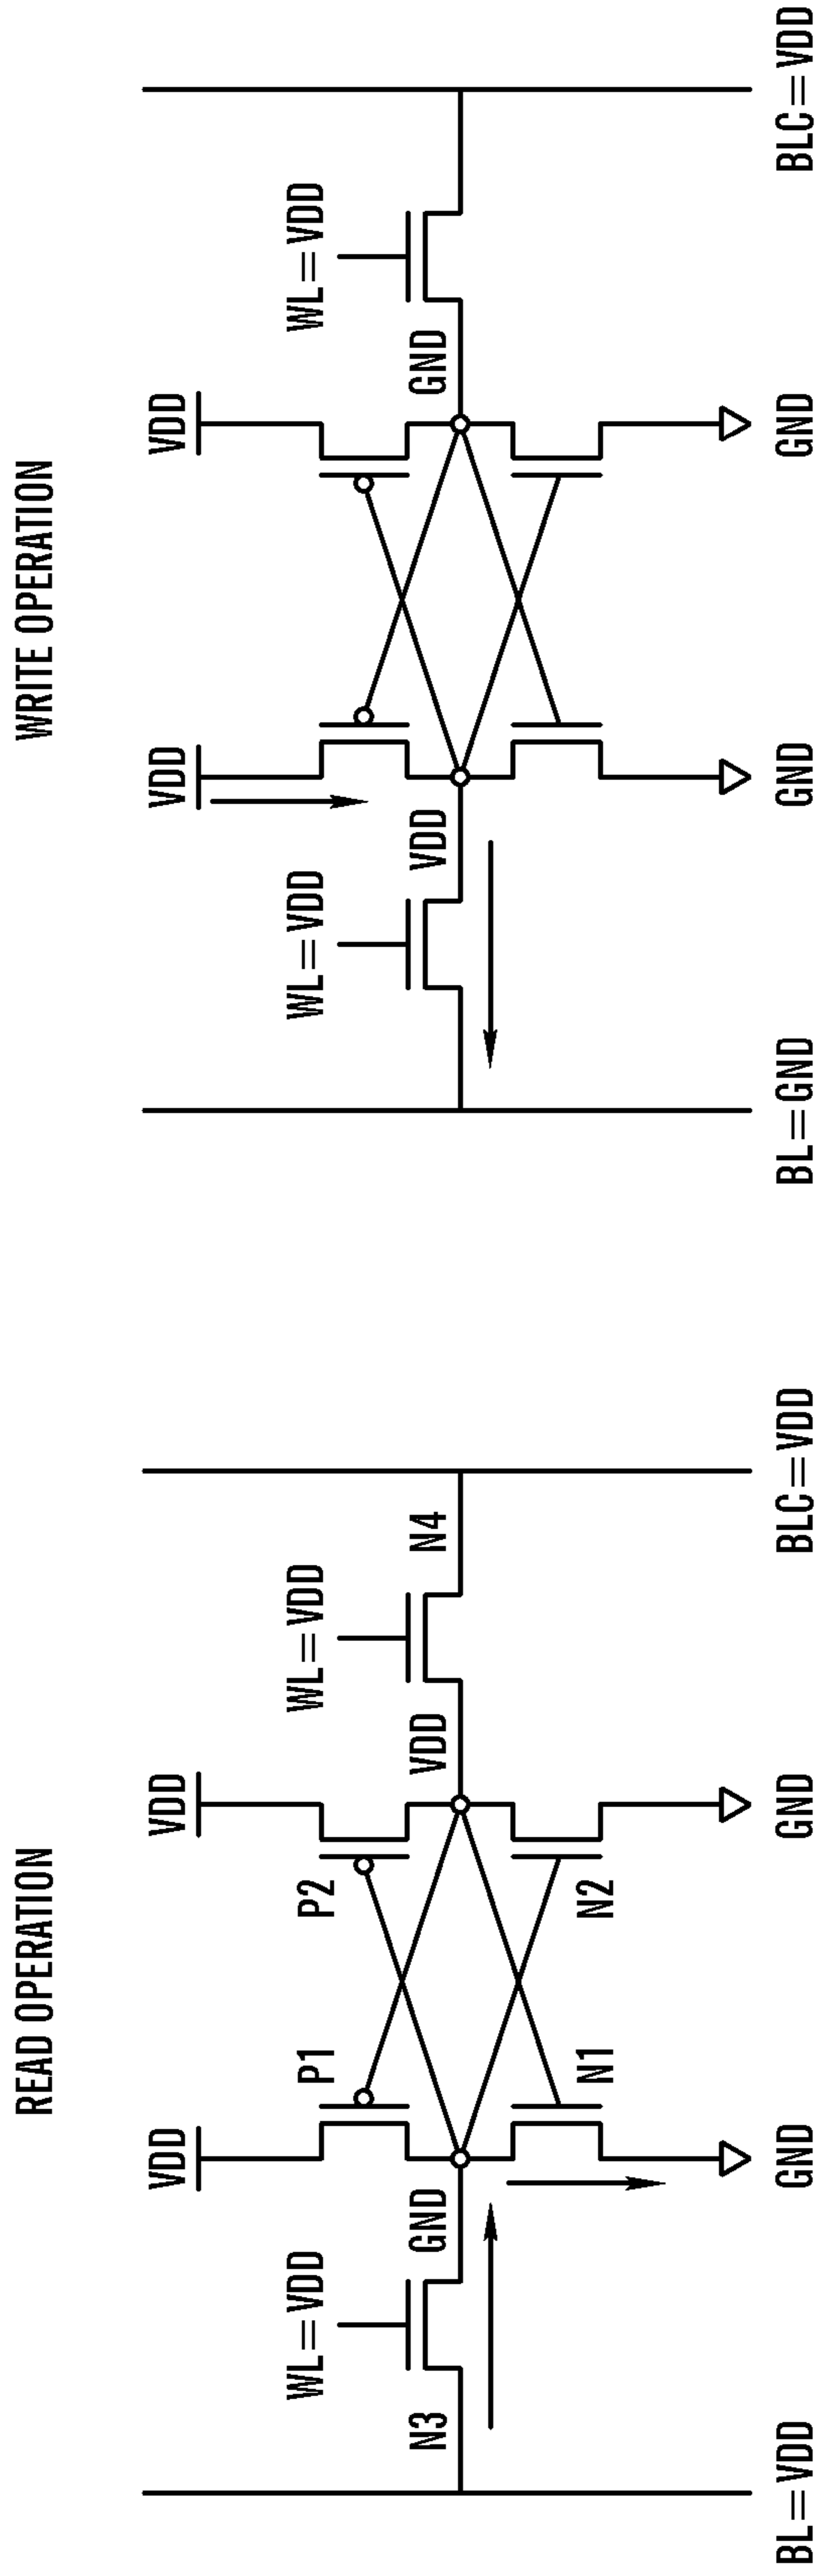 READ OPERATION
VDD
VDD
WL=VDD
P1
P2
WL=VDD
N3
GND
VDD
N4
N1
N2
BL=VDD
GND
GND
BLC=VDD
WRITE OPERATION
VDD
VDD
WL=VDD
WL=VDD
VDD
GND
BL=GND
GND
GND
BLC=VDD